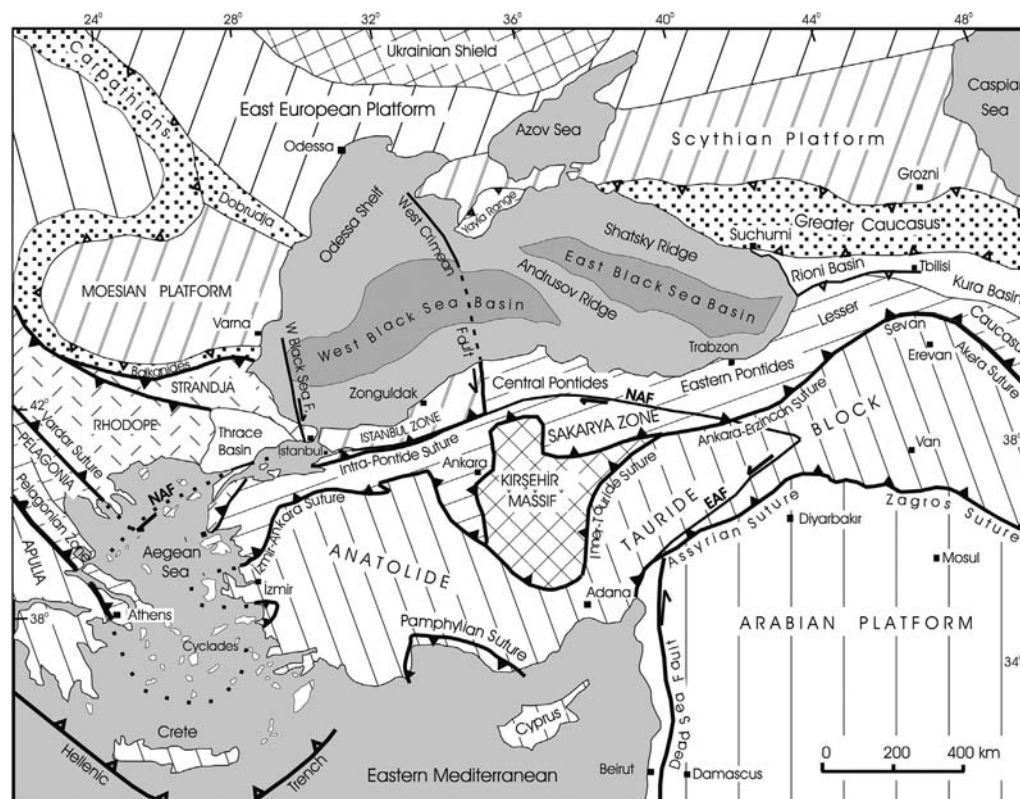 24° 28° 32° 36° 40° 44° 48°
Ukrainian Shield
Carpathians
Caspian
Sea
East European Platform
Azov Sea
Scythian Platform
Odessa
Grozni
Dobrudja
Odessa Shelf
West Crimean
Fault
Yayla Range
Greater Caucasus
Shatsky Ridge
Suchumi
Tbilisi
Rioni Basin
Kura Basin
MOESIAN PLATFORM
East Black Sea Basin
Andrusov Ridge
West Black Sea Basin
Lesser
Caucasus
Varna
W Black Sea F.
Sevan
Akera Suture
Erevan
Balkanides
Trabzon
STRANDJA
Zonguldak
Central Pontides
Eastern Pontides
NAF
42°
RHODOPE
ISTANBUL ZONE
SAKARYA ZONE
Ankara-Erzincan Suture
BLOCK
38°
Vardar Suture
Thrace
Basin
Istanbul
Intra-Pontide Suture
Van
PELAGONIA
Ankara
KIRŞEHİR
MASSIF
NAF
İzmir-Ankara Suture
Inner-Tauride Suture
TAURIDE
EAF
Zagros Suture
Pelagonian Zone
Assyrian Suture
Diyarbakır
Aegean
Sea
ANATOLIDE
Mosul
APULIA
İzmir
Adana
38°
Athens
Pamphylian Suture
ARABIAN PLATFORM
Cyclades
34°
Dead Sea Fault
Crete
Cyprus
0 200 400 km
Hellenic
Trench
Eastern Mediterranean
Beirut
Damascus